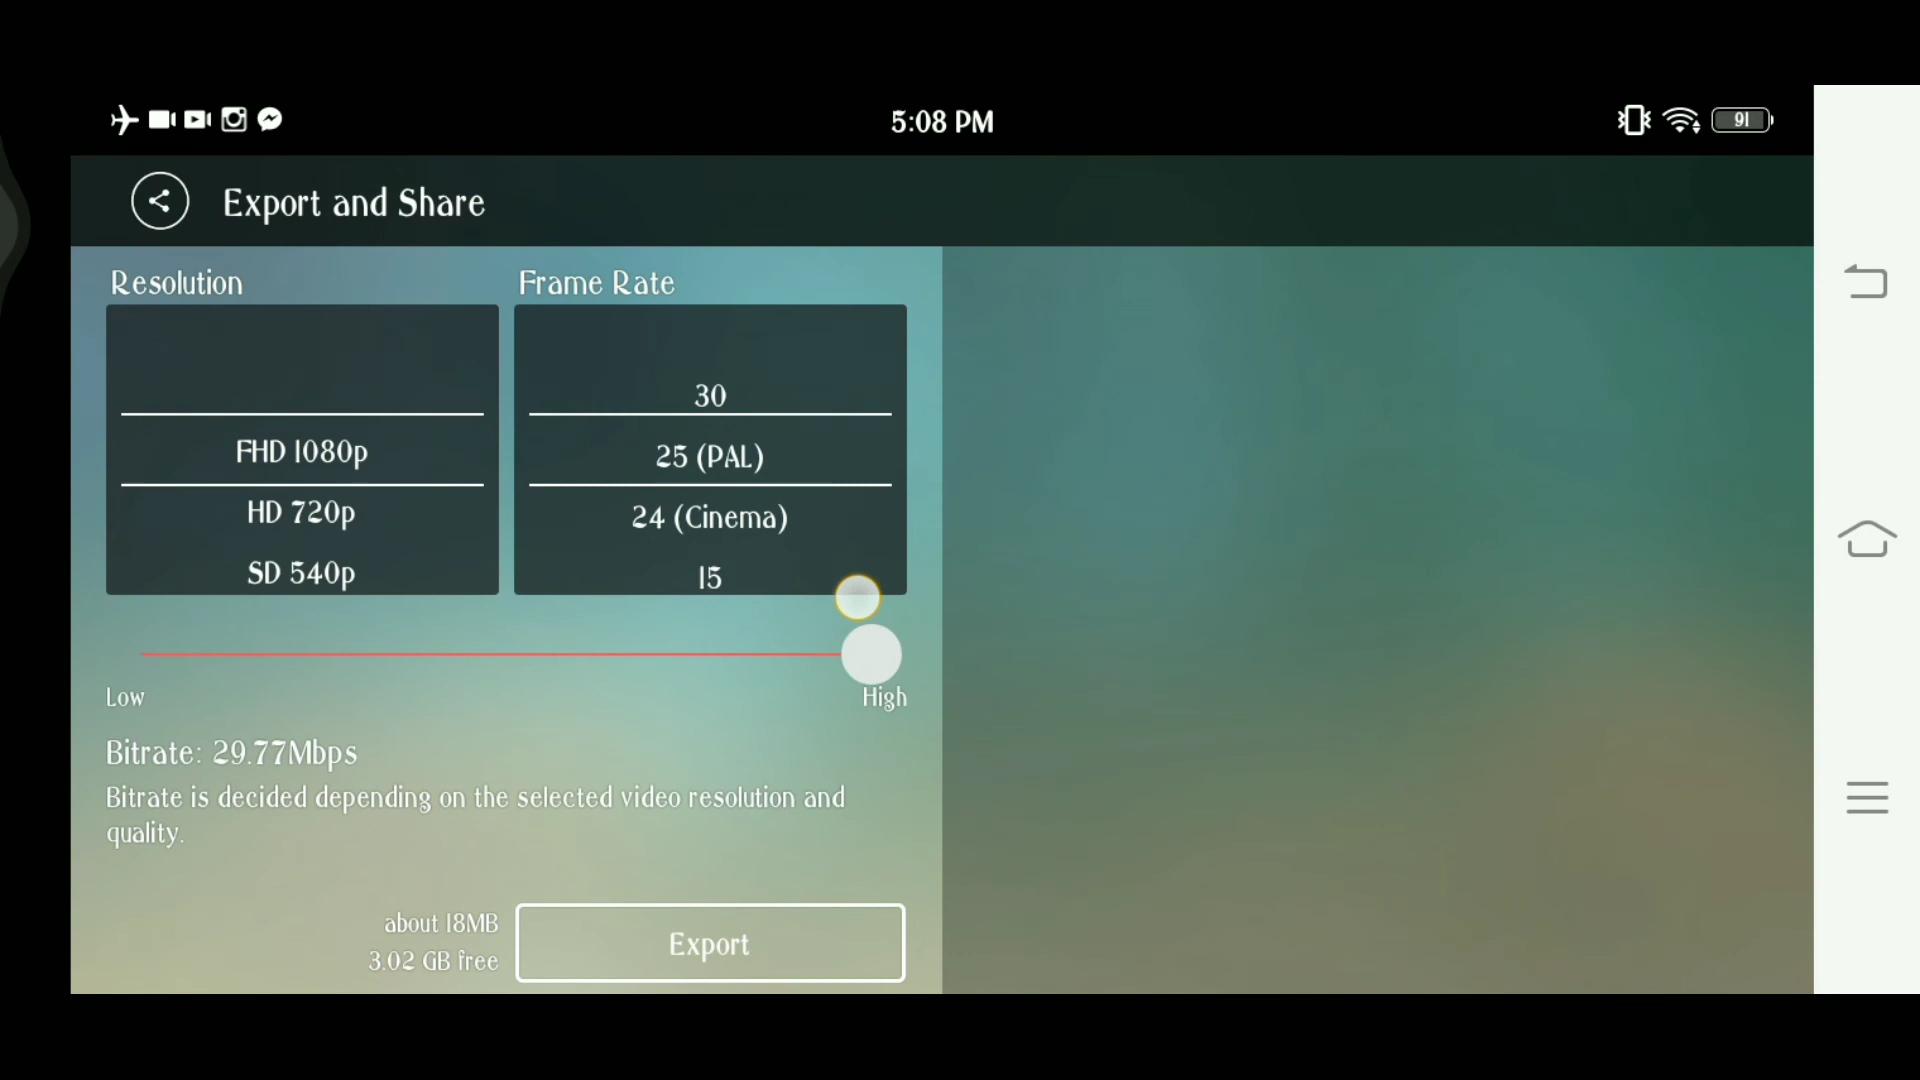 5:08 PM
91
Export and Share
Resolution
Frame Rate
FHD 1080p
HD 720p
SD 540p
30
25 (PAL)
24 (Cinema)
15
Low
High
Bitrate: 29.77Mbps
Bitrate is decided depending on the selected video resolution and
quality.
about 18MB
3.02 GB free
Export